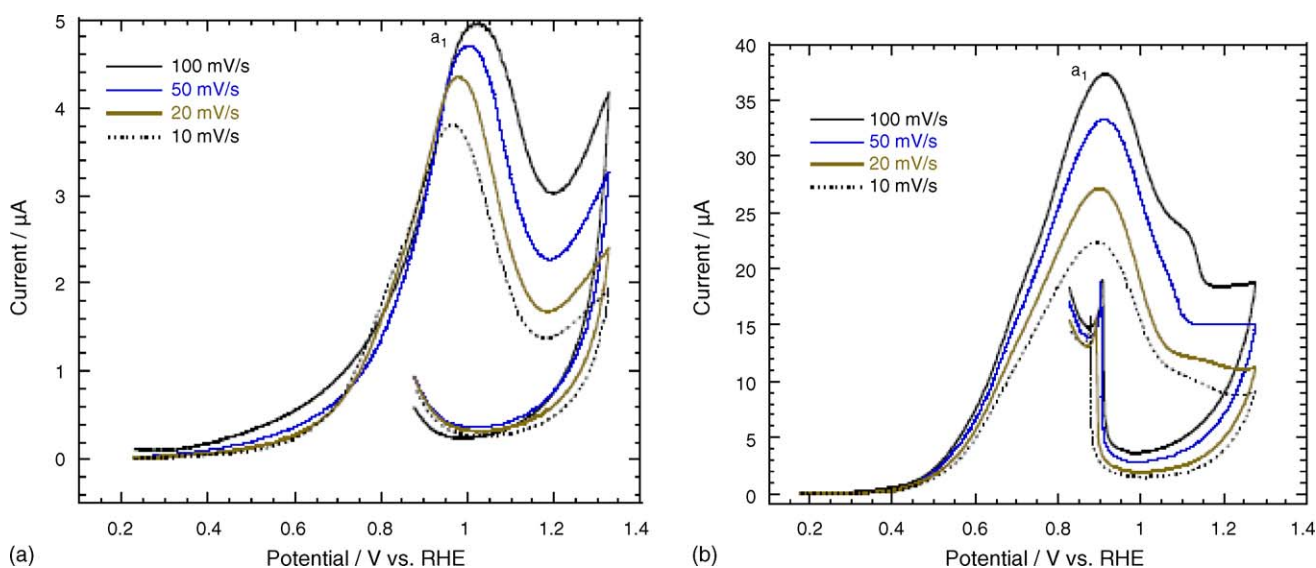 5
4
3
2
1
0
Current / µA
a1
100 mV/s
50 mV/s
20 mV/s
10 mV/s
0.2
0.4
0.6
0.8
1
1.2
1.4
(a)
Potential / V vs. RHE
40
35
30
25
20
15
10
5
0
Current / µA
a1
100 mV/s
50 mV/s
20 mV/s
10 mV/s
0.2
0.4
0.6
0.8
1
1.2
1.4
(b)
Potential / V vs. RHE